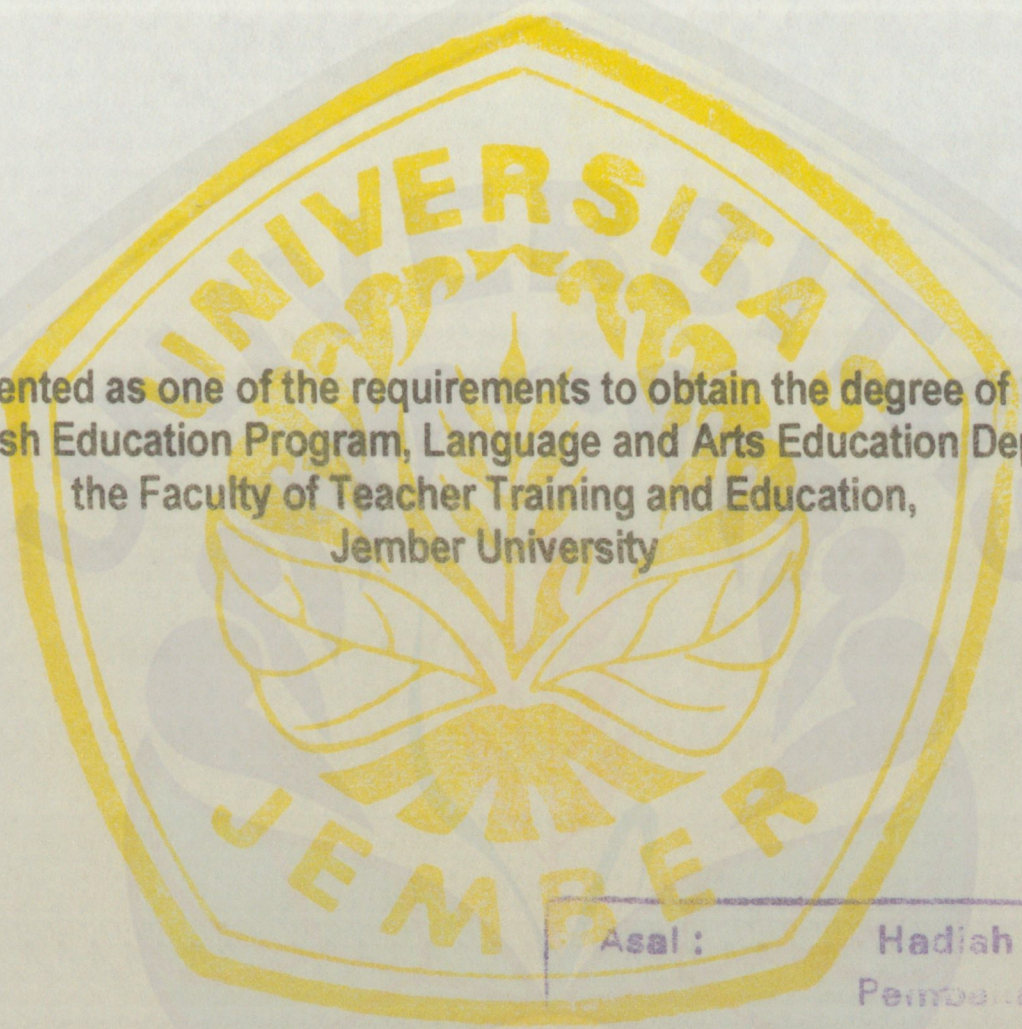 UNIVERSITAS
ented as one of the requirements to obtain the degree of
sh Education Program, Language and Arts Education De
the Faculty of Teacher Training and Education,
Jember University
JEMBER
Asal : Hadiah